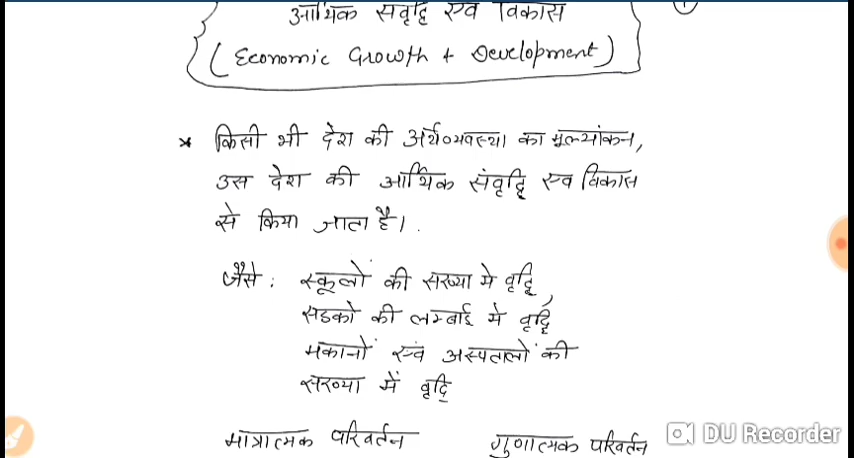 आर्थिक संवृद्धि एवं विकास
(Economic Growth + Development)
* किसी भी देश की अर्थव्यवस्था का मूल्यांकन,
उस देश की आर्थिक संवृद्धि एव विकास
से किया जाता है।
जैसे : स्कूलों की संख्या मे वृद्धि,
सडको की लम्बाई मे वृद्धि
मकानों एवं अस्पतालों की
संख्या में वृद्धि
मात्रात्मक परिवर्तन गुणात्मक परिवर्तन
DU Recorder